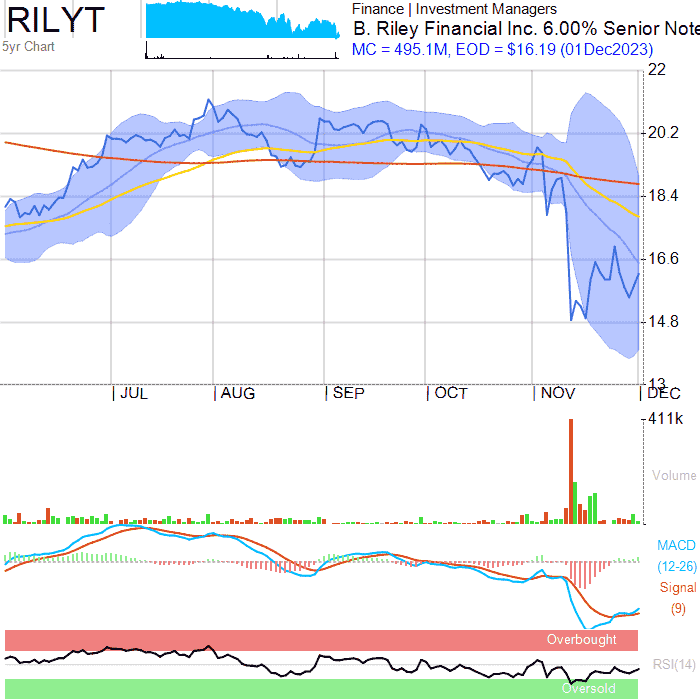 RILYT
5yr Chart
Finance | Investment Managers
B. Riley Financial Inc. 6.00% Senior Note
MC = 495.1M, EOD = $16.19 (01Dec2023)
22
20.2
18.4
16.6
14.8
13
JUL AUG SEP OCT NOV DEC
411k
Volume
MACD
(12-26)
Signal
(9)
Overbought
RSI(14)
Oversold